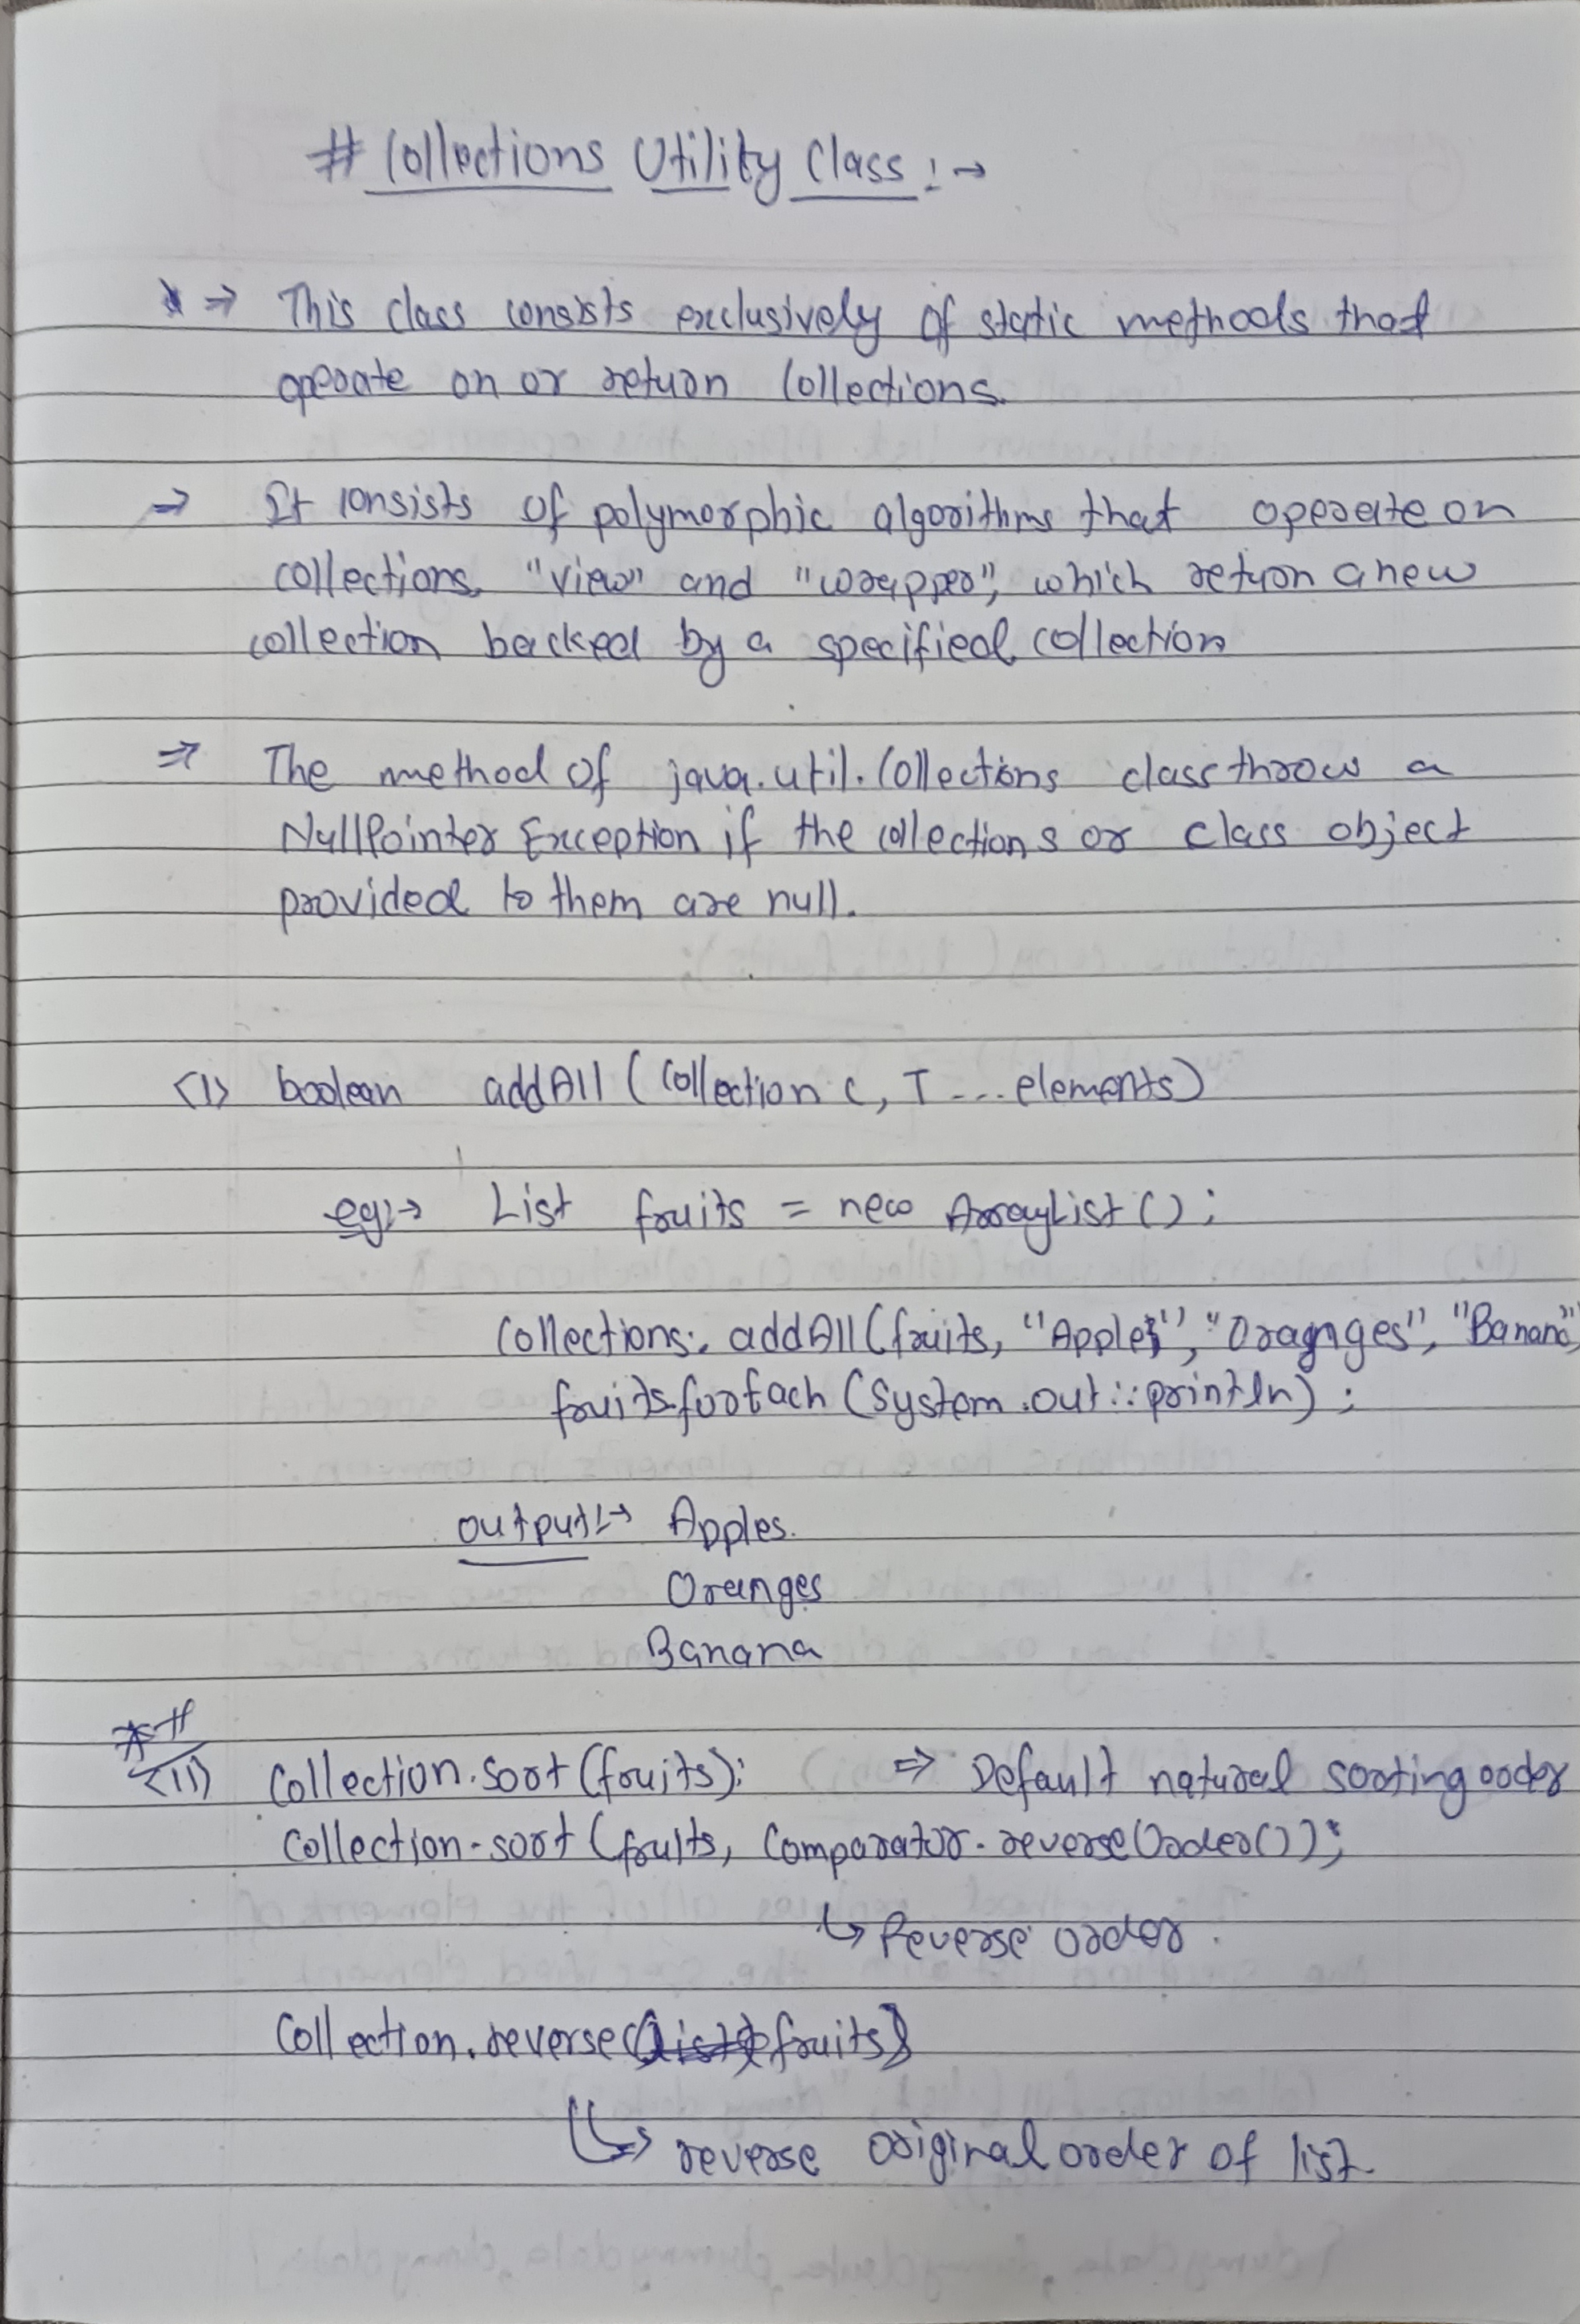 # Collections Utility Class :→
* ⇒ This class consists exclusively of static methods that
operate on or return Collections.
⇒ It consists of polymorphic algorithms that operate on
collections, "view" and "wrapper", which return a new
collection backed by a specified collection
⇒ The method of java.util.Collections class throw a
NullPointer Exception if the collections or class object
provided to them are null.
<1> boolean addAll (Collection c, T ... elements)
eg:→ List fruits = new ArrayList ();
Collections. addAll (fruits, "Apples", "Oragnges", "Banana"
fruits.forEach (System.out::println);
output:→ Apples.
Oranges
Banana
*#
<11> Collection.sort (fruits); ⇒ Default natural sorting order
Collection.sort (fruits, Comparator.reverseOrder());
↳ Reverse order.
Collection.reverse (fruits)
↳ reverse original order of list.